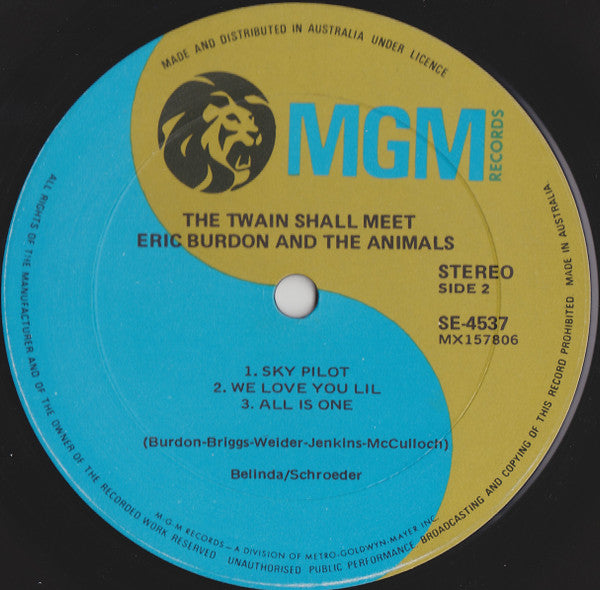 MADE AND DISTRIBUTED IN AUSTRALIA UNDER LICENCE
MGM
RECORDS
THE TWAIN SHALL MEET
ERIC BURDON AND THE ANIMALS
STEREO
SIDE 2
SE-4537
MX157806
1. SKY PILOT
2. WE LOVE YOU LIL
3. ALL IS ONE
(Burdon-Briggs-Weider-Jenkins-McCulloch)
Belinda/Schroeder
M-G-M RECORDS — A DIVISION OF METRO-GOLDWYN-MAYER INC.
ALL RIGHTS OF THE MANUFACTURER AND OF THE OWNER OF THE RECORDED WORK RESERVED UNAUTHORISED PUBLIC PERFORMANCE, BROADCASTING AND COPYING OF THIS RECORD PROHIBITED MADE IN AUSTRALIA.